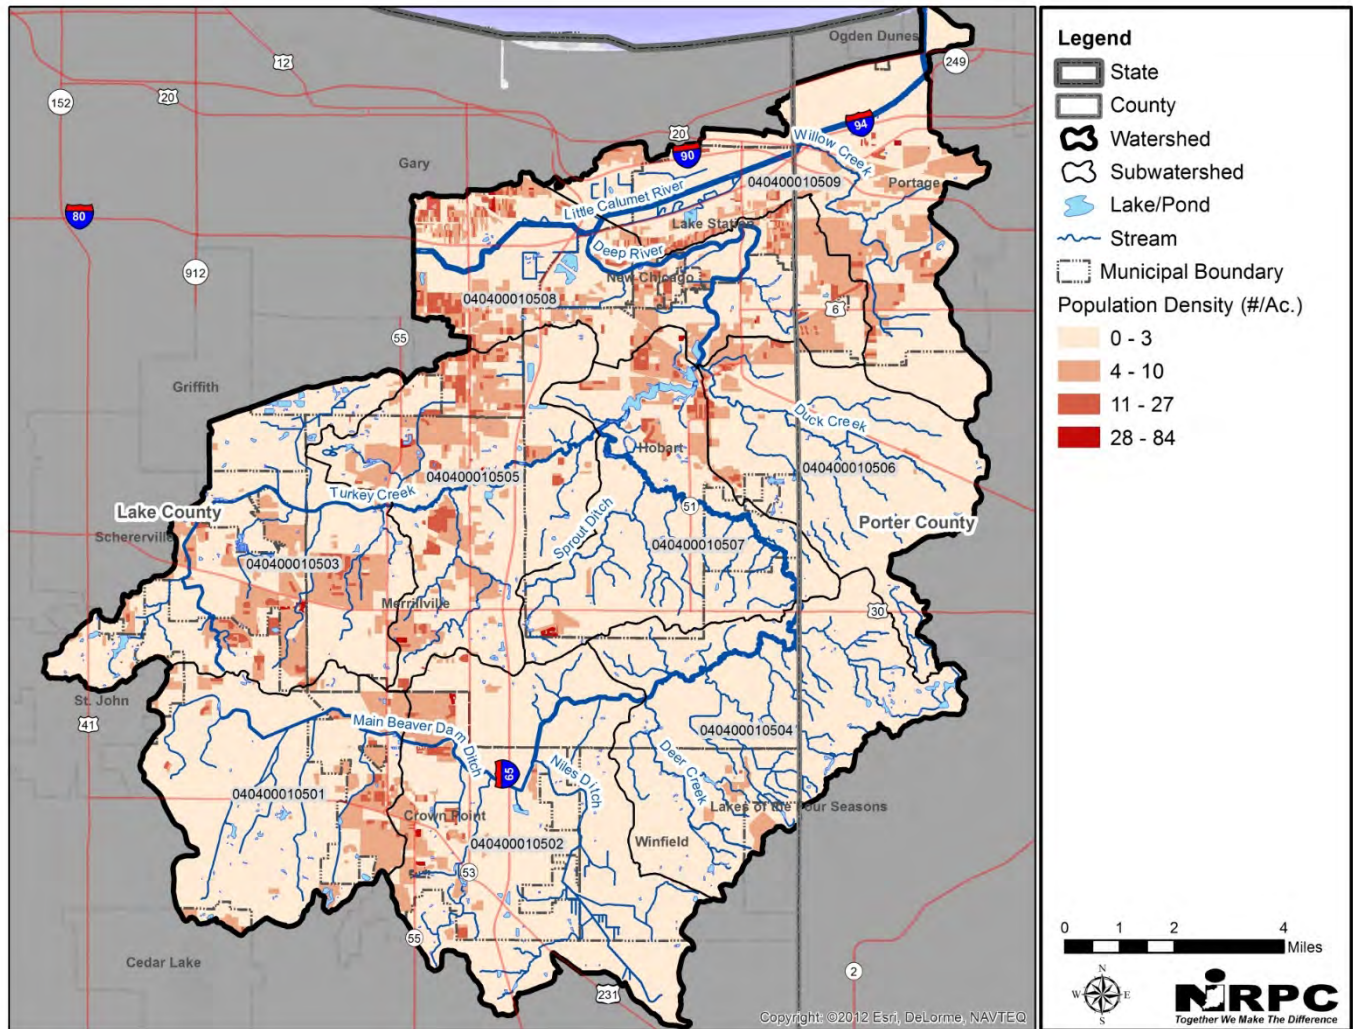 Ogden Dunes
12
249
20
152
20
94
Willow Creek
90
Gary
040400010509
Portage
80
Little Calumet River
Lake Station
Deep River
912
New Chicago
040400010508
6
55
Griffith
Duck Creek
Hobart
040400010506
040400010505
Turkey Creek
51
Lake County
Porter County
Schererville
Sprout Ditch
040400010507
040400010503
Merrillville
30
St. John
41
Main Beaver Dam Ditch
040400010504
65
Niles Ditch
Deer Creek
040400010501
Lakes of the Four Seasons
Crown Point
040400010502
Winfield
53
55
Cedar Lake
2
231
Copyright: ©2012 Esri, DeLorme, NAVTEQ
Legend
State
County
Watershed
Subwatershed
Lake/Pond
Stream
Municipal Boundary
Population Density (#/Ac.)
0 - 3
4 - 10
11 - 27
28 - 84
0 1 2 4
Miles
N
W E
S
NIRPC
Together We Make The Difference